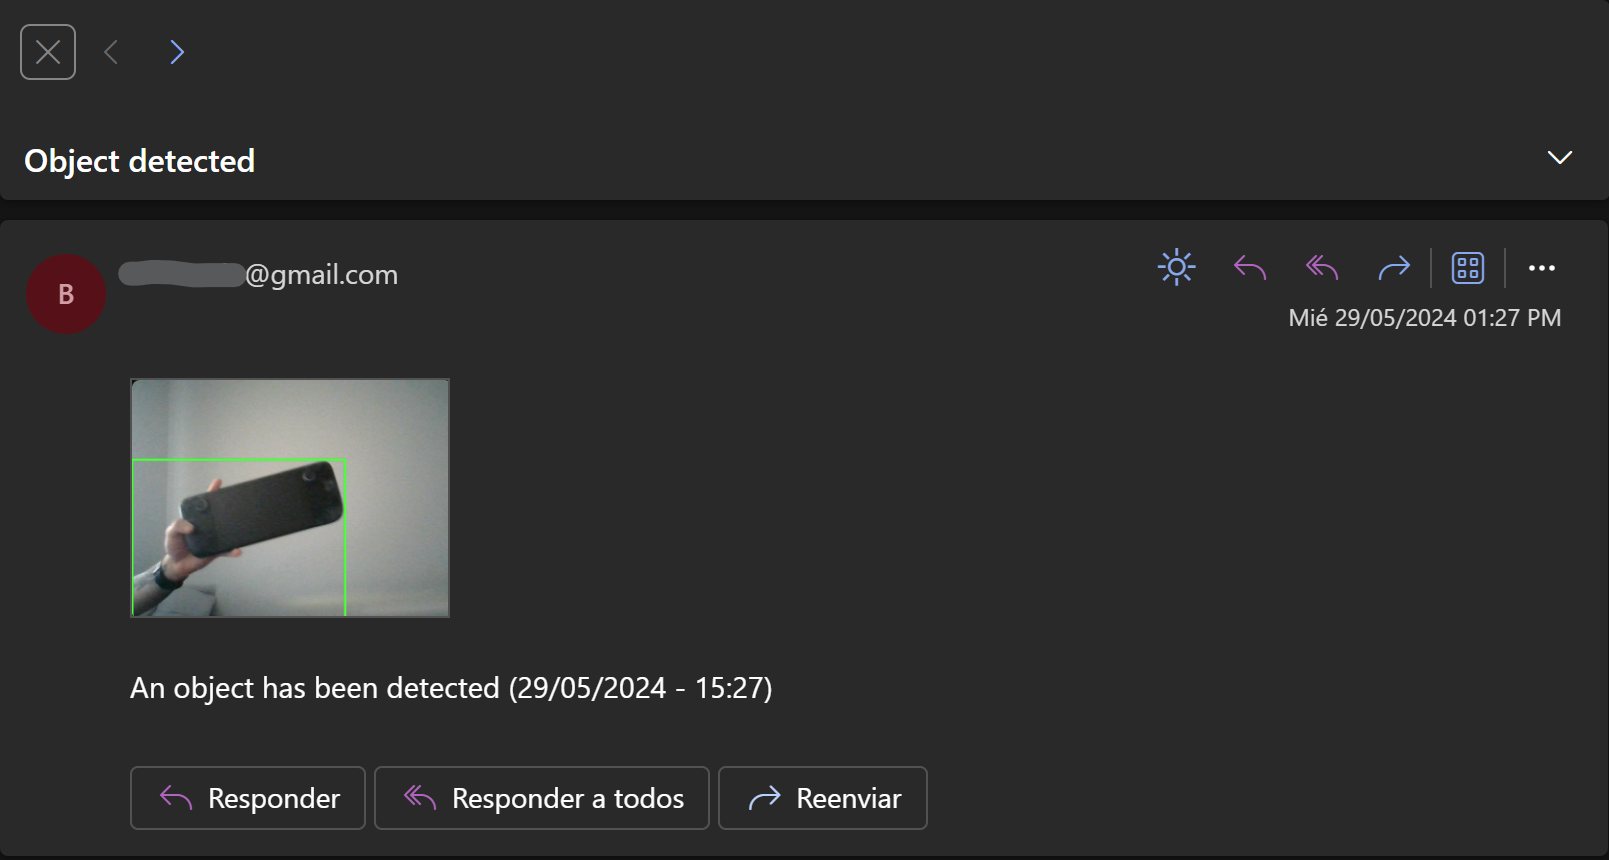 Object detected
B
@gmail.com
Mié 29/05/2024 01:27 PM
An object has been detected (29/05/2024 - 15:27)
Responder
Responder a todos
Reenviar